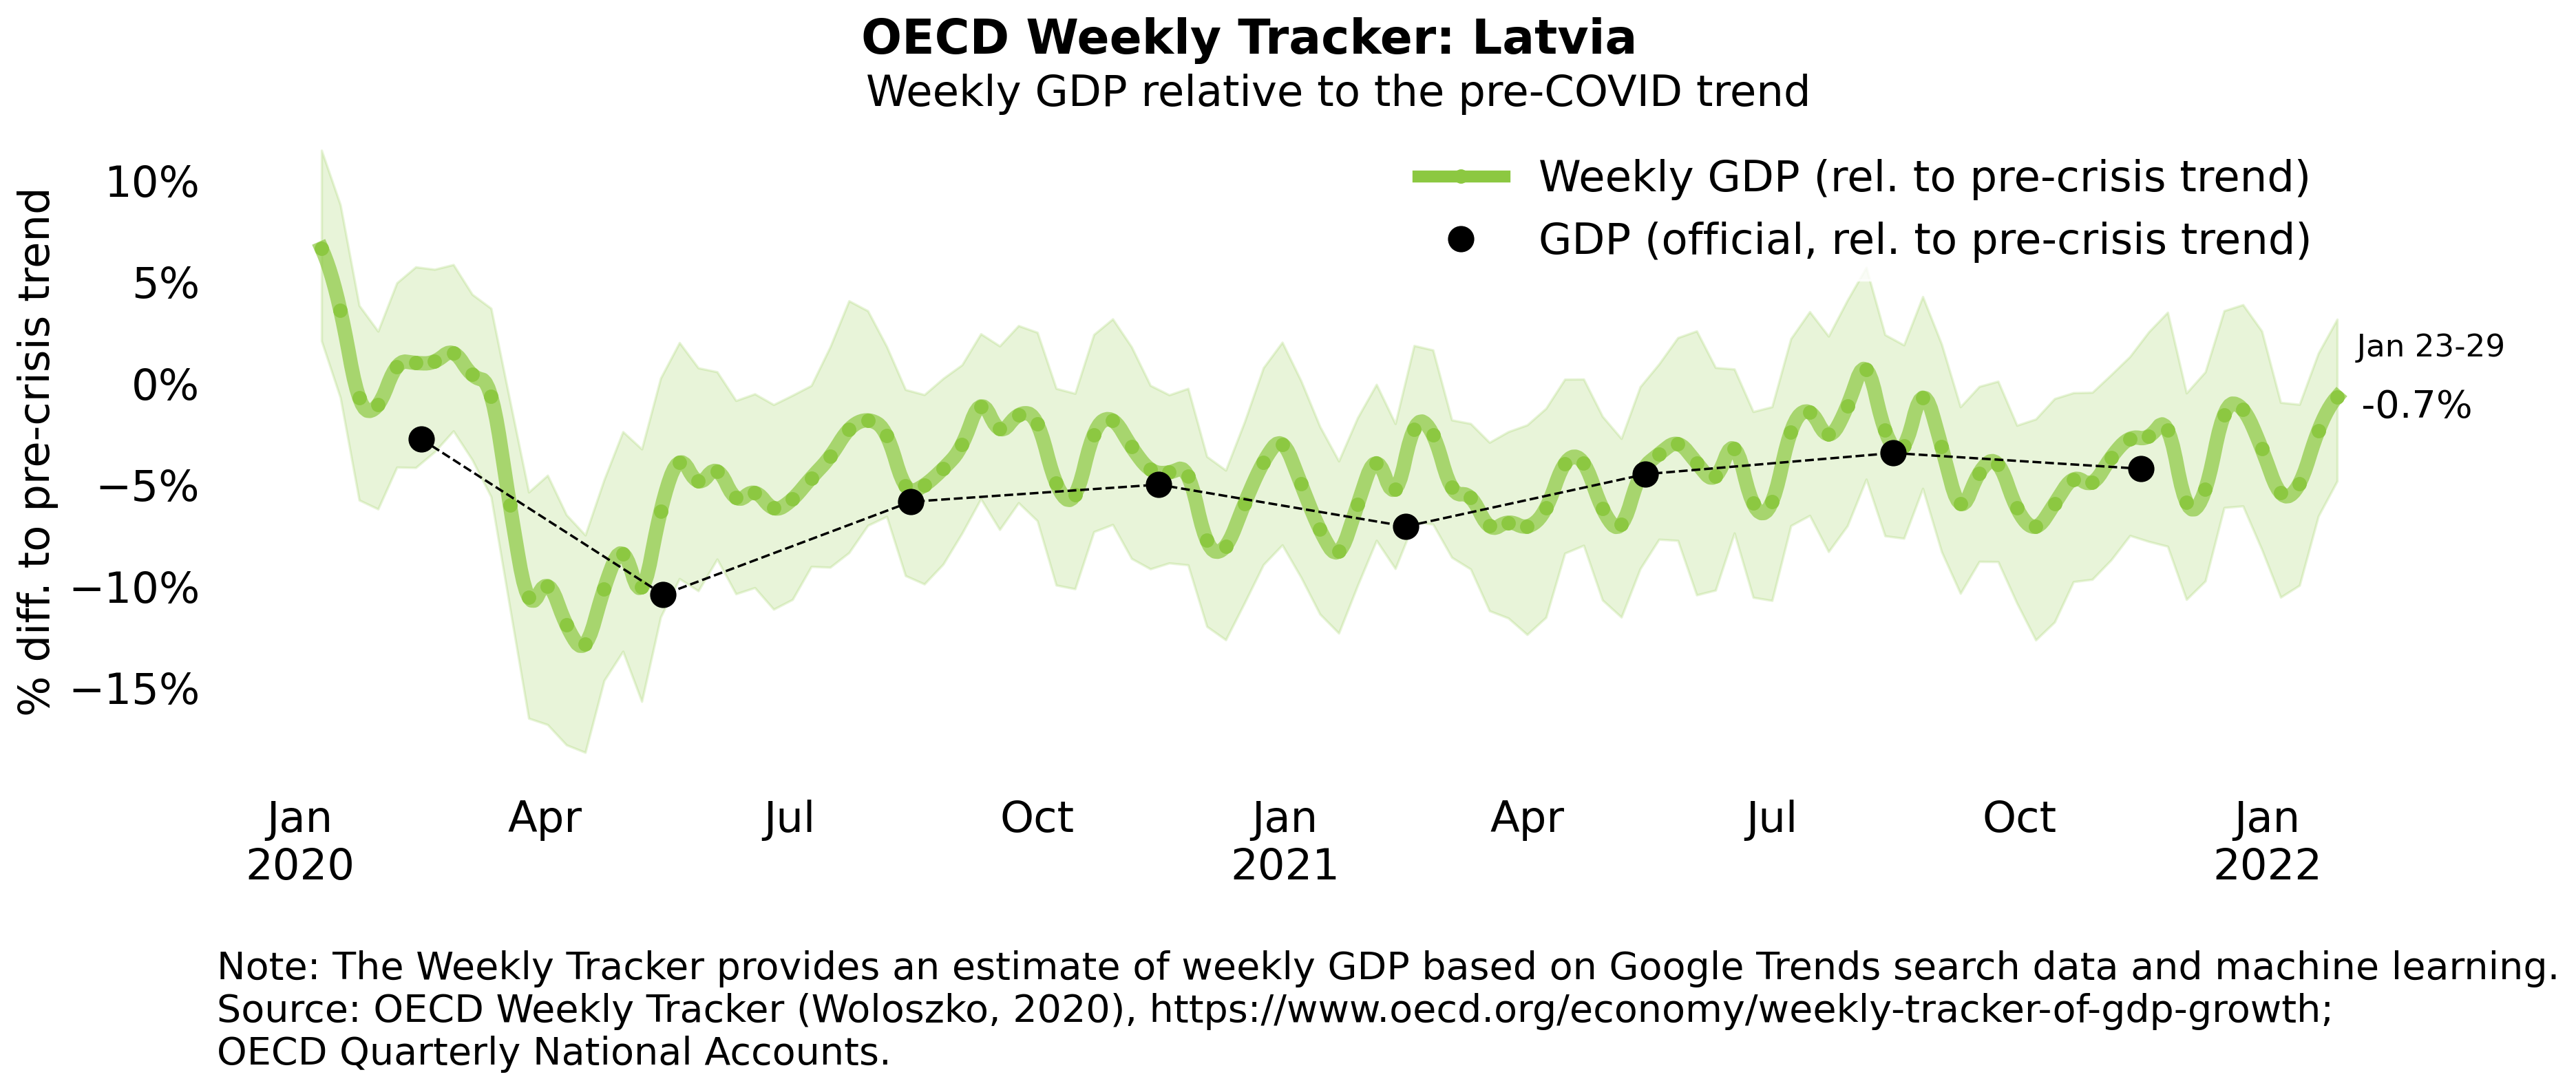 OECD Weekly Tracker: Latvia
Weekly GDP relative to the pre-COVID trend
Weekly GDP (rel. to pre-crisis trend)
GDP (official, rel. to pre-crisis trend)
% diff. to pre-crisis trend
10%
5%
0%
−5%
−10%
−15%
Jan 23-29
-0.7%
Jan Apr Jul Oct Jan Apr Jul Oct Jan
2020 2021 2022
Note: The Weekly Tracker provides an estimate of weekly GDP based on Google Trends search data and machine learning.
Source: OECD Weekly Tracker (Woloszko, 2020), https://www.oecd.org/economy/weekly-tracker-of-gdp-growth;
OECD Quarterly National Accounts.